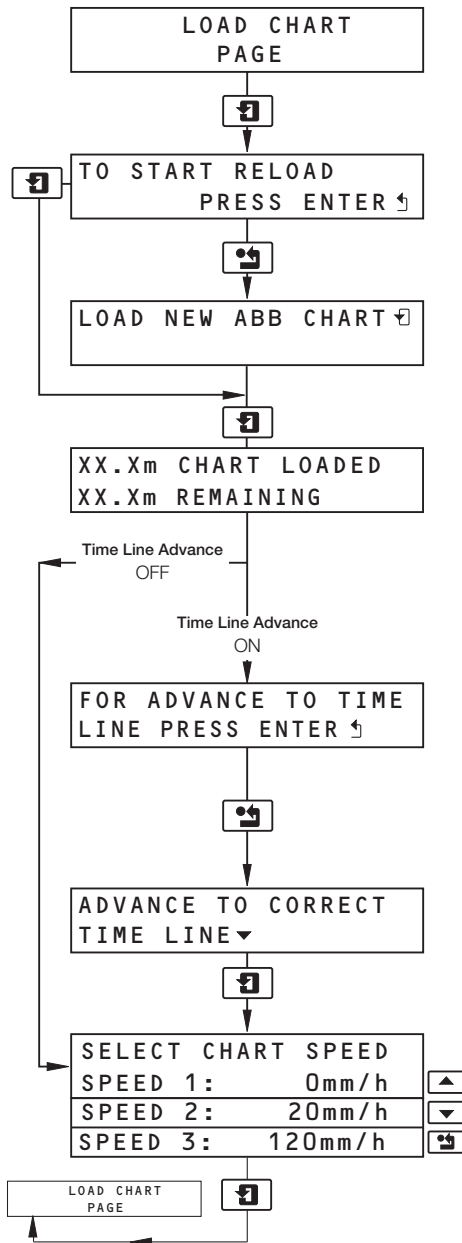 LOAD CHART
PAGE
TO START RELOAD
PRESS ENTER
LOAD NEW ABB CHART
XX.Xm CHART LOADED
XX.Xm REMAINING
Time Line Advance
OFF
Time Line Advance
ON
FOR ADVANCE TO TIME
LINE PRESS ENTER
ADVANCE TO CORRECT
TIME LINE
SELECT CHART SPEED
SPEED 1: 0mm/h
SPEED 2: 20mm/h
SPEED 3: 120mm/h
LOAD CHART
PAGE